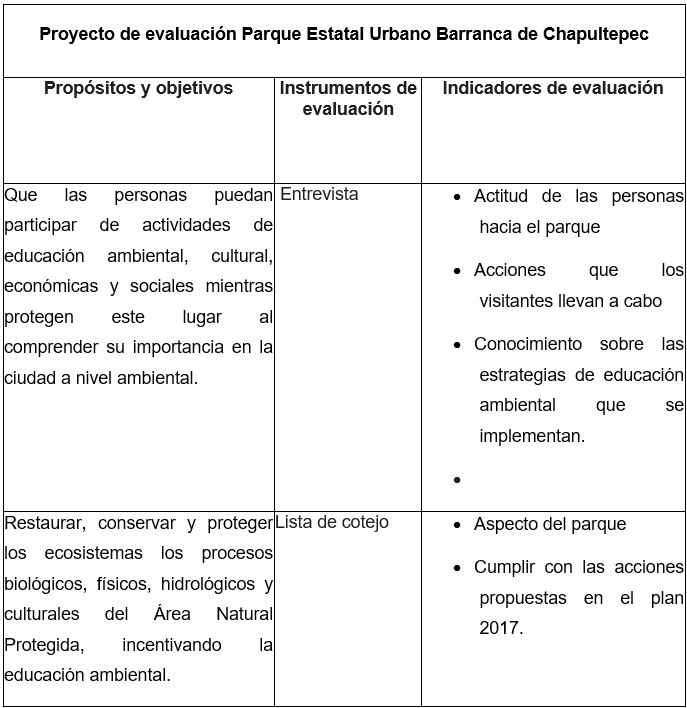 Proyecto de evaluación Parque Estatal Urbano Barranca de Chapultepec
Propósitos y objetivos
Instrumentos de
evaluación
Indicadores de evaluación
Que las personas puedan
participar de actividades de
educación ambiental, cultural,
económicas y sociales mientras
protegen este lugar al
comprender su importancia en la
ciudad a nivel ambiental.
Entrevista
• Actitud de las personas
hacia el parque
• Acciones que los
visitantes llevan a cabo
• Conocimiento sobre las
estrategias de educación
ambiental que se
implementan.
•
Restaurar, conservar y proteger
los ecosistemas los procesos
biológicos, físicos, hidrológicos y
culturales del Área Natural
Protegida, incentivando la
educación ambiental.
Lista de cotejo
• Aspecto del parque
• Cumplir con las acciones
propuestas en el plan
2017.